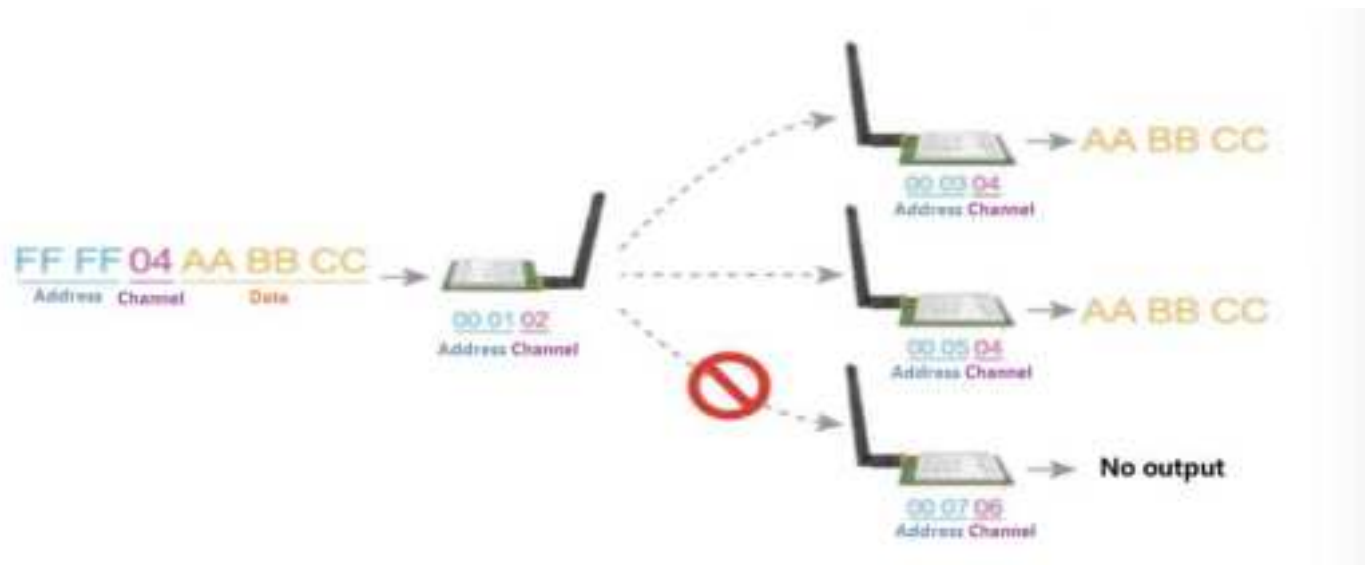 FF FF 04 AA BB CC
Address Channel Data
00 01 02
Address Channel
00 03 04
Address Channel
AA BB CC
00 05 04
Address Channel
AA BB CC
00 07 06
Address Channel
No output